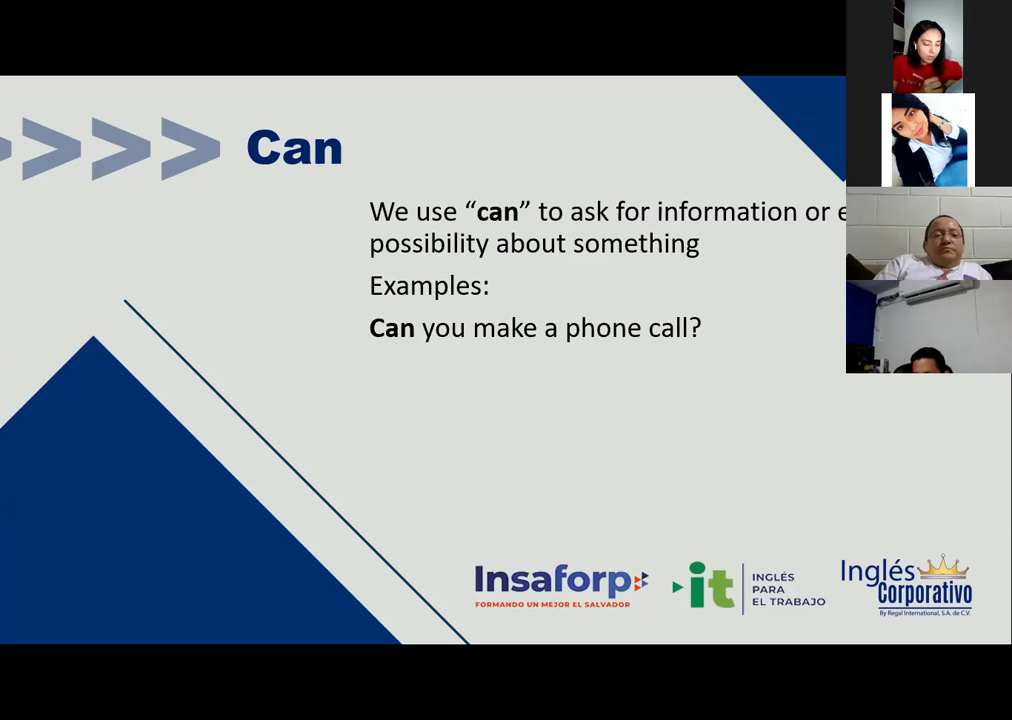 Can
We use “can” to ask for information or
possibility about something
Examples:
Can you make a phone call?
Insaforp
FORMANDO UN MEJOR EL SALVADOR
it
INGLÉS
PARA
EL TRABAJO
Inglés
Corporativo
By Regal International, S.A. de C.V.